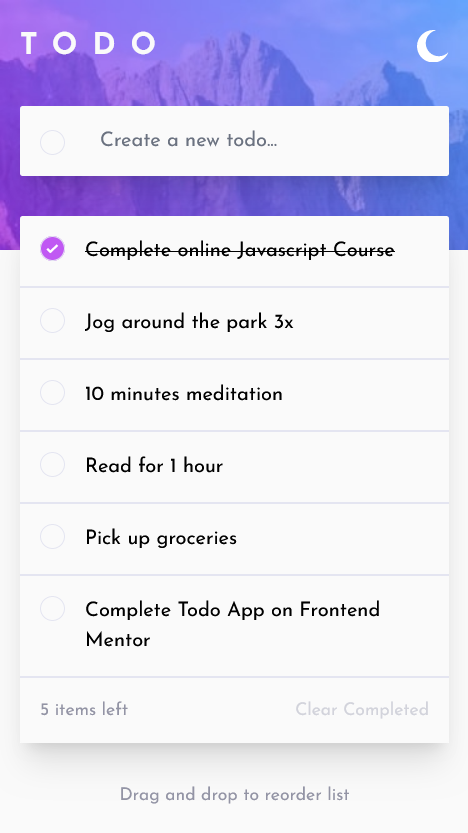 TODO
Create a new todo...
Complete online Javascript Course
Jog around the park 3x
10 minutes meditation
Read for 1 hour
Pick up groceries
Complete Todo App on Frontend
Mentor
5 items left Clear Completed
Drag and drop to reorder list